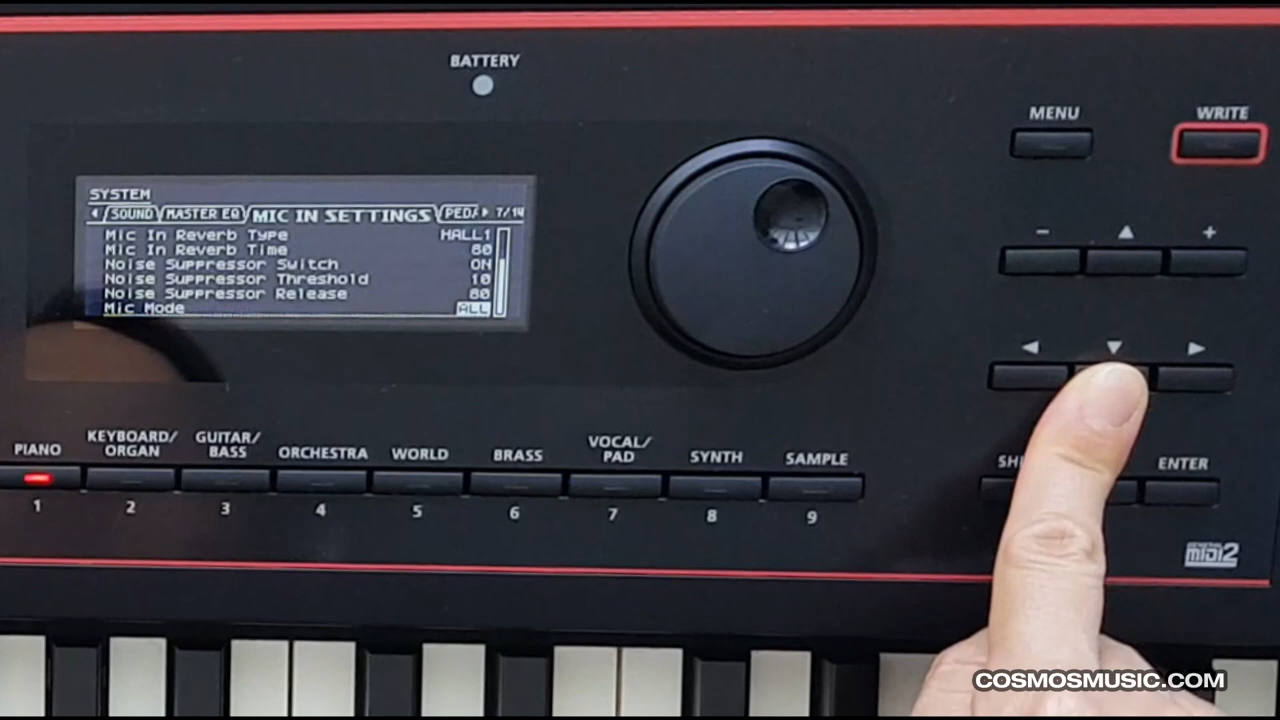 BATTERY
MENU
WRITE
SYSTEM
SOUND MASTER EQ MIC IN SETTINGS 7/14
Mic In Reverb Type HALL1
Mic In Reverb Time 80
Noise Suppressor Switch ON
Noise Suppressor Threshold 10
Noise Suppressor Release 80
Mic Mode ALL
- +
PIANO
KEYBOARD/
ORGAN
GUITAR/
BASS
ORCHESTRA
WORLD
BRASS
VOCAL/
PAD
SYNTH
SAMPLE
ENTER
1 2 3 4 5 6 7 8 9
GENERAL
MIDI2
COSMOSMUSIC.COM